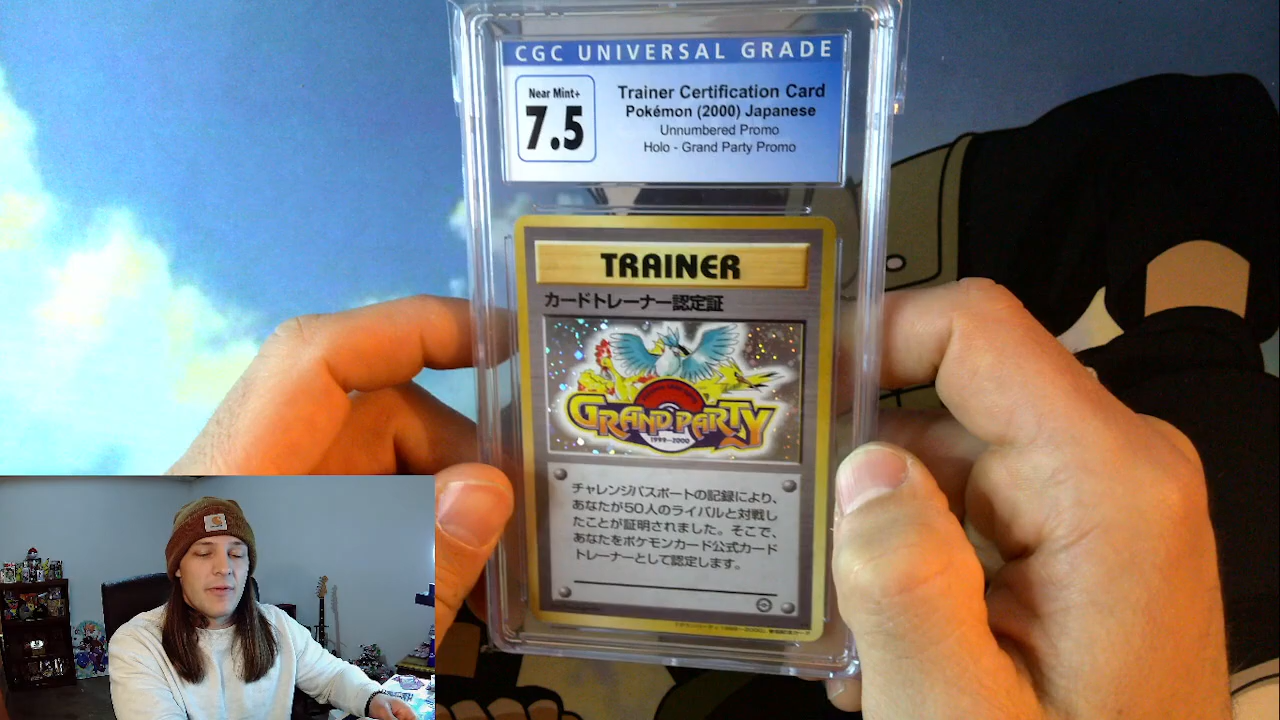 CGC UNIVERSAL GRADE
Near Mint+
7.5
Trainer Certification Card
Pokémon (2000) Japanese
Unnumbered Promo
Holo - Grand Party Promo
TRAINER
カードトレーナー認定証
GRAND PARTY
1999-2000
チャレンジパスポートの記録により、
あなたが50人のライバルと対戦し
たことが証明されました。そこで、
あなたをポケモンカード公式カード
トレーナーとして認定します。